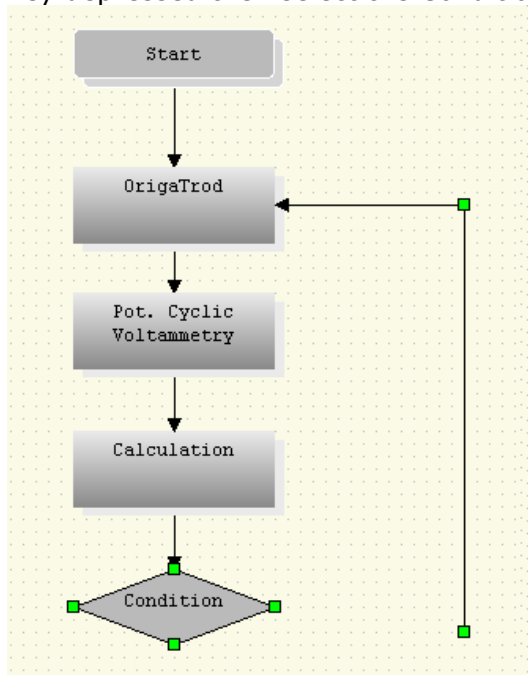 Start
OrigaTrod
Pot. Cyclic
Voltammetry
Calculation
Condition